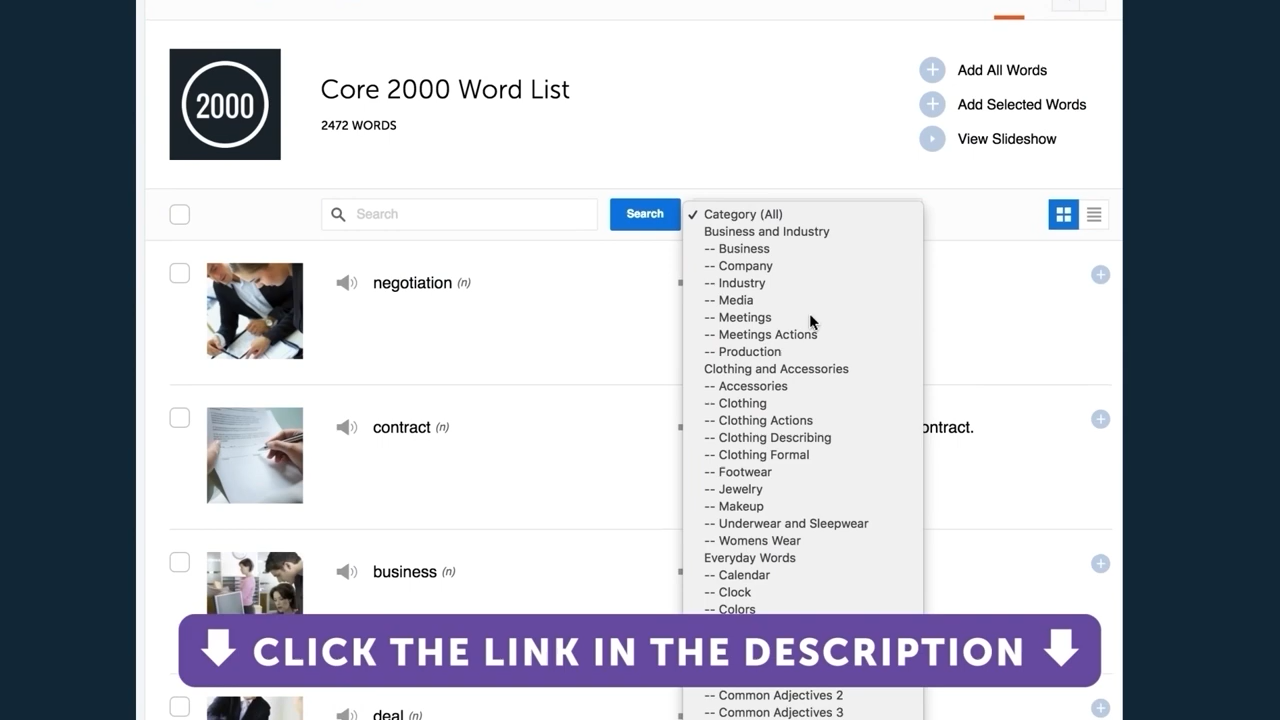 2000
Core 2000 Word List
2472 WORDS
Add All Words
Add Selected Words
View Slideshow
Search
Search
✓ Category (All)
Business and Industry
-- Business
-- Company
-- Industry
-- Media
-- Meetings
-- Meetings Actions
-- Production
Clothing and Accessories
-- Accessories
-- Clothing
-- Clothing Actions
-- Clothing Describing
-- Clothing Formal
-- Footwear
-- Jewelry
-- Makeup
-- Underwear and Sleepwear
-- Womens Wear
Everyday Words
-- Calendar
-- Clock
-- Colors
-- Common Adjectives 2
-- Common Adjectives 3
negotiation (n)
contract (n)
ontract.
business (n)
deal (n)
CLICK THE LINK IN THE DESCRIPTION